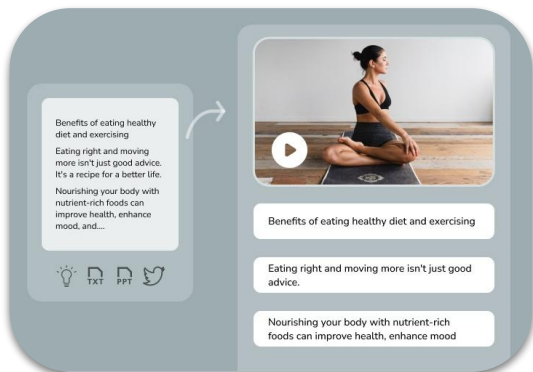 Benefits of eating healthy
diet and exercising
Eating right and moving
more isn't just good advice.
It's a recipe for a better life.
Nourishing your body with
nutrient-rich foods can
improve health, enhance
mood, and....
TXT
PPT
Benefits of eating healthy diet and exercising
Eating right and moving more isn't just good
advice.
Nourishing your body with nutrient-rich
foods can improve health, enhance mood